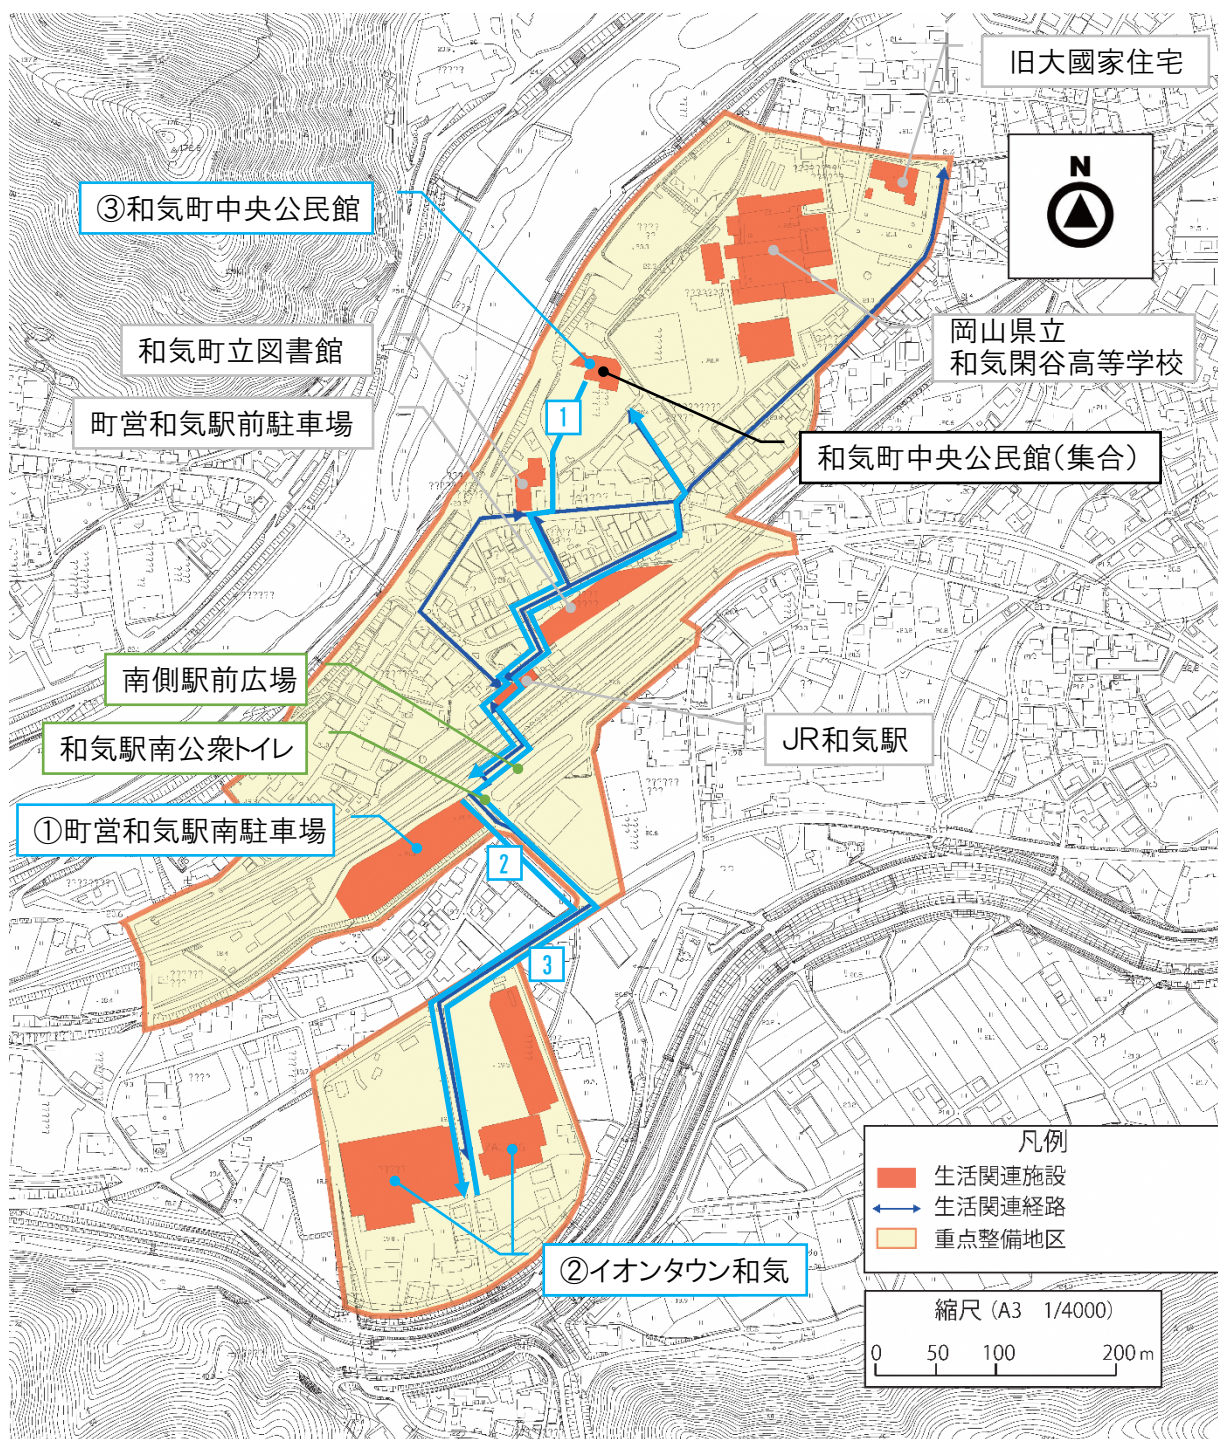 旧大國家住宅
N
③和気町中央公民館
和気町立図書館
岡山県立
和気閑谷高等学校
町営和気駅前駐車場
1
和気町中央公民館（集合）
南側駅前広場
和気駅南公衆トイレ
JR和気駅
①町営和気駅南駐車場
2
3
②イオンタウン和気
凡例
生活関連施設
生活関連経路
重点整備地区
縮尺（A3　1/4000）
0 50 100 200m